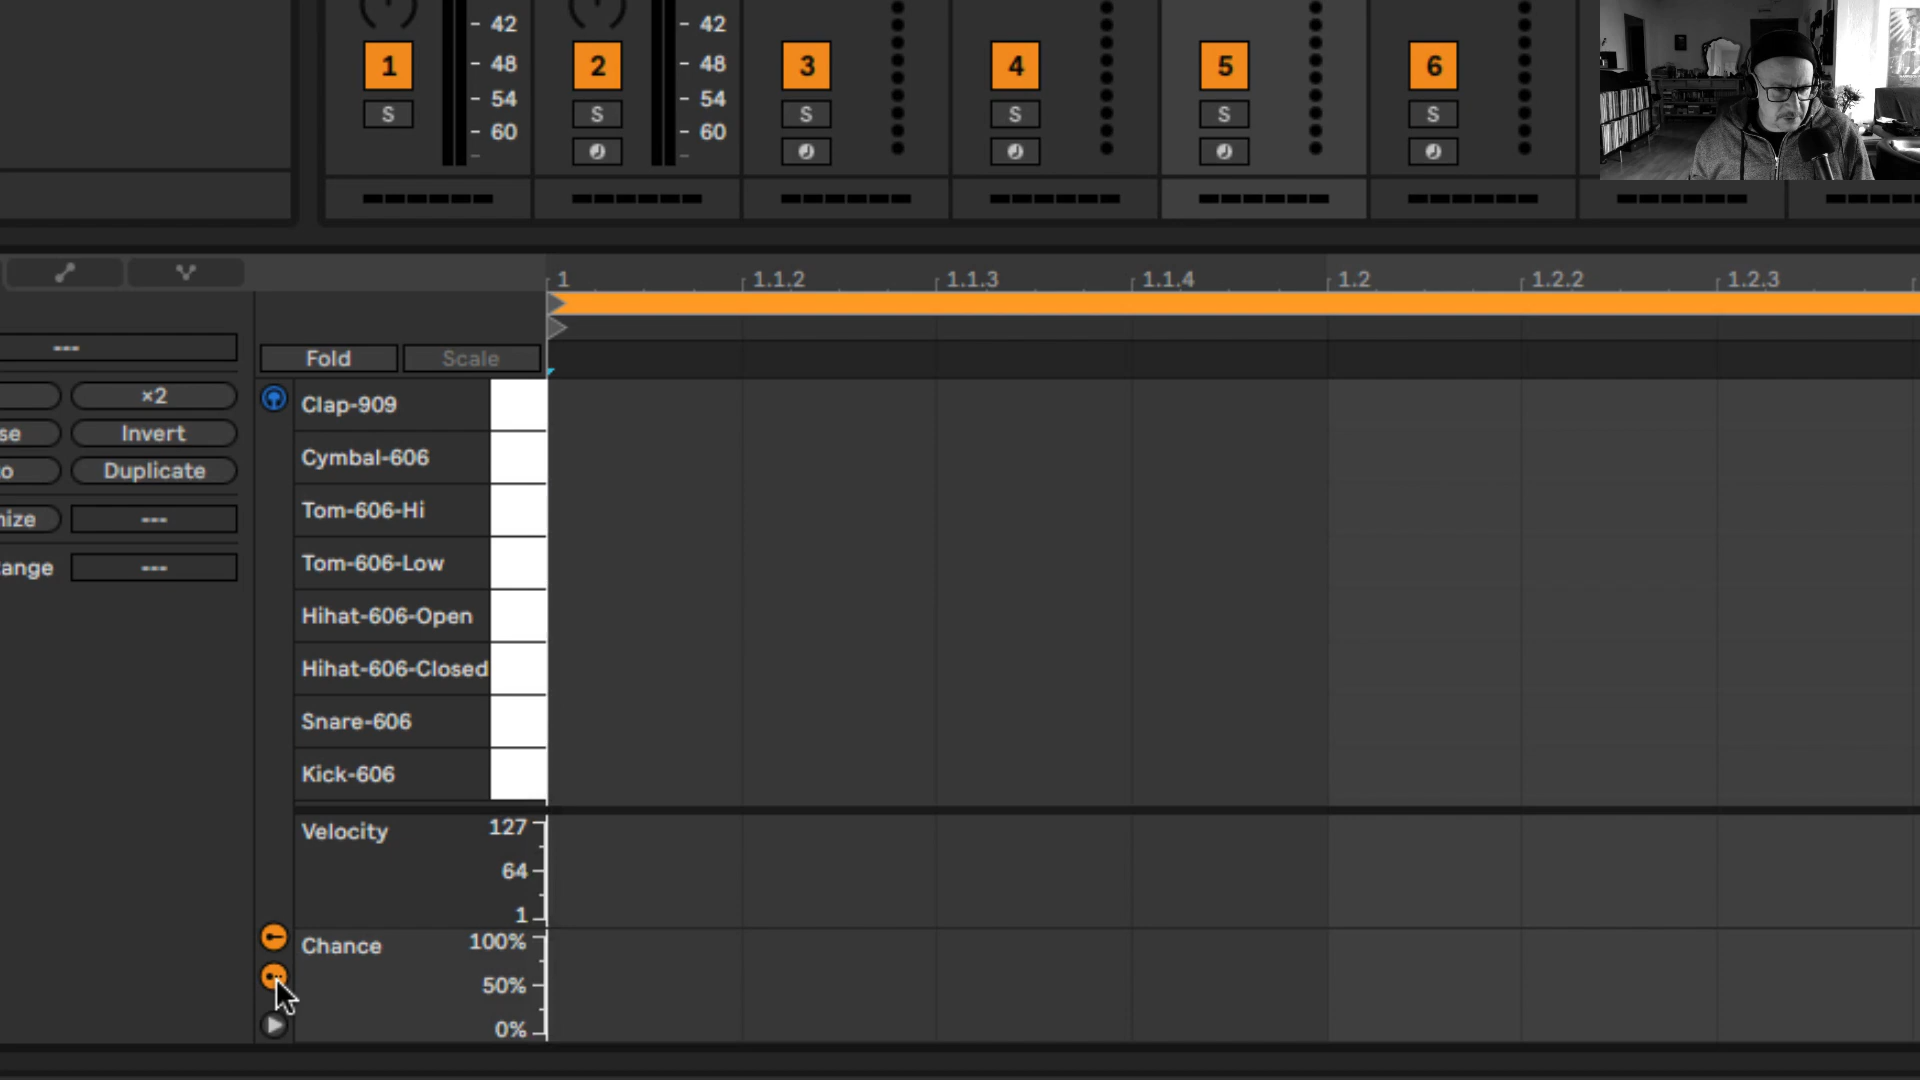 42 42
1 48 2 48 3 4 5 6
S 54 S 54 S S S S
60 60
1 1.1.2 1.1.3 1.1.4 1.2 1.2.2 1.2.3
---
Fold Scale
×2
Clap-909
se Invert
Cymbal-606
o Duplicate
Tom-606-Hi
nize ---
Tom-606-Low
ange ---
Hihat-606-Open
Hihat-606-Closed
Snare-606
Kick-606
Velocity 127
64
1
Chance 100%
50%
0%